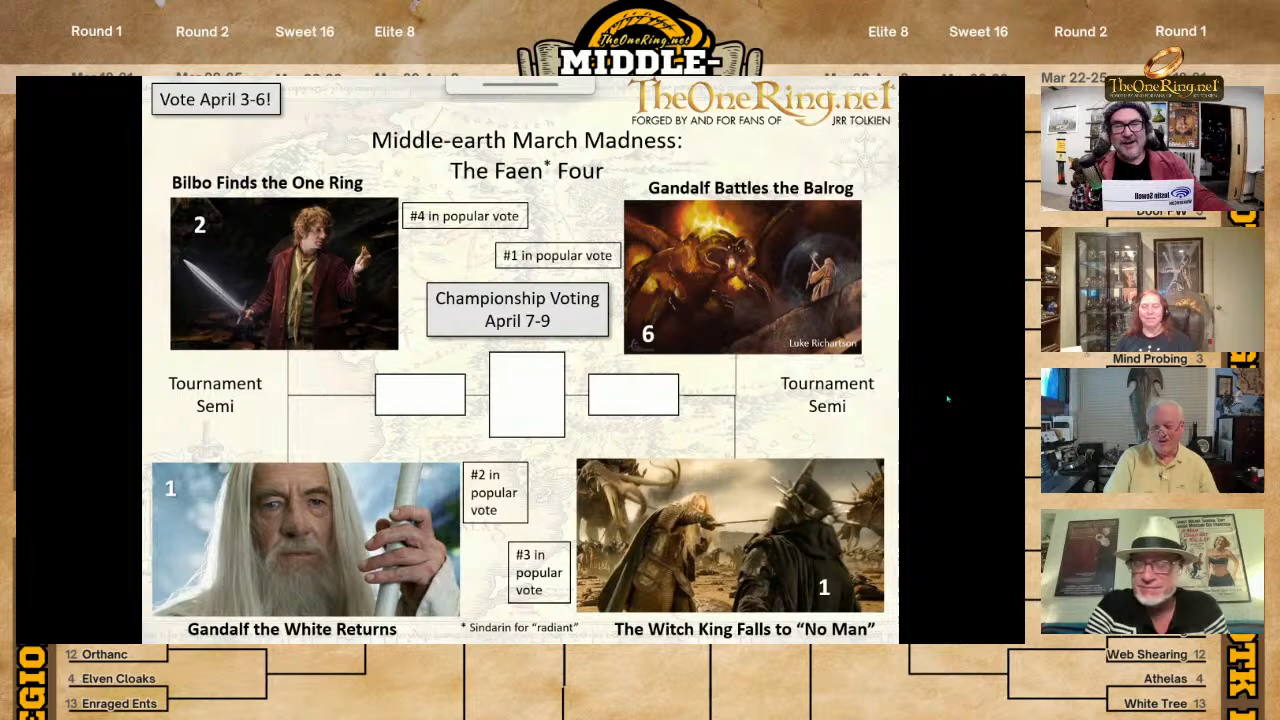 Round 1
Round 2
Sweet 16
Elite 8
TheOneRing.net
MIDDLE-
Elite 8
Sweet 16
Round 2
Round 1
Mar 22-25
TheOneRing.net
Vote April 3-6!
TheOneRing.net
FORGED BY AND FOR FANS OF JRR TOLKIEN
Middle-earth March Madness:
The Faen* Four
Bilbo Finds the One Ring
2
#4 in popular vote
Gandalf Battles the Balrog
6
Luke Richartson
#1 in popular vote
Championship Voting
April 7-9
Tournament
Semi
Tournament
Semi
Mind Probing 3
1
#2 in
popular
vote
#3 in
popular
vote
1
Gandalf the White Returns
* Sindarin for "radiant"
The Witch King Falls to "No Man"
12 Orthanc
4 Elven Cloaks
13 Enraged Ents
Web Shearing 12
Athelas 4
White Tree 13